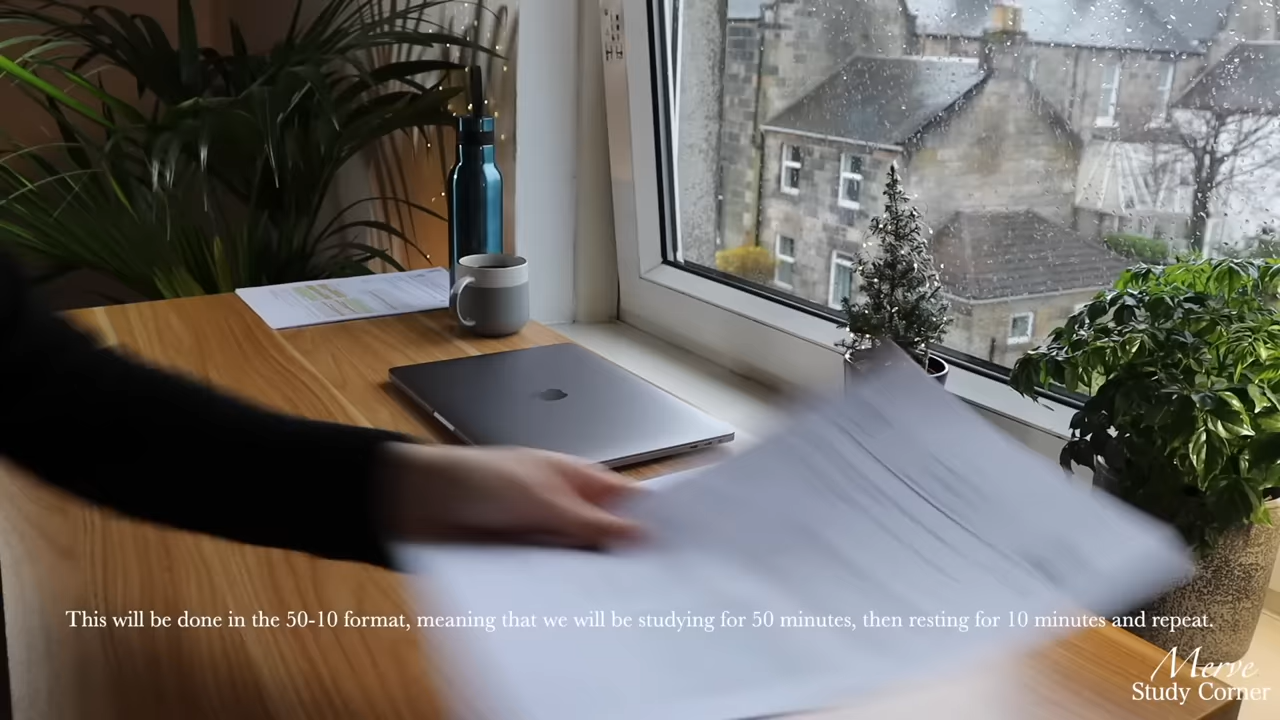 This will be done in the 50-10 format, meaning that we will be studying for 50 minutes, then resting for 10 minutes and repeat.
Merve
Study Corner